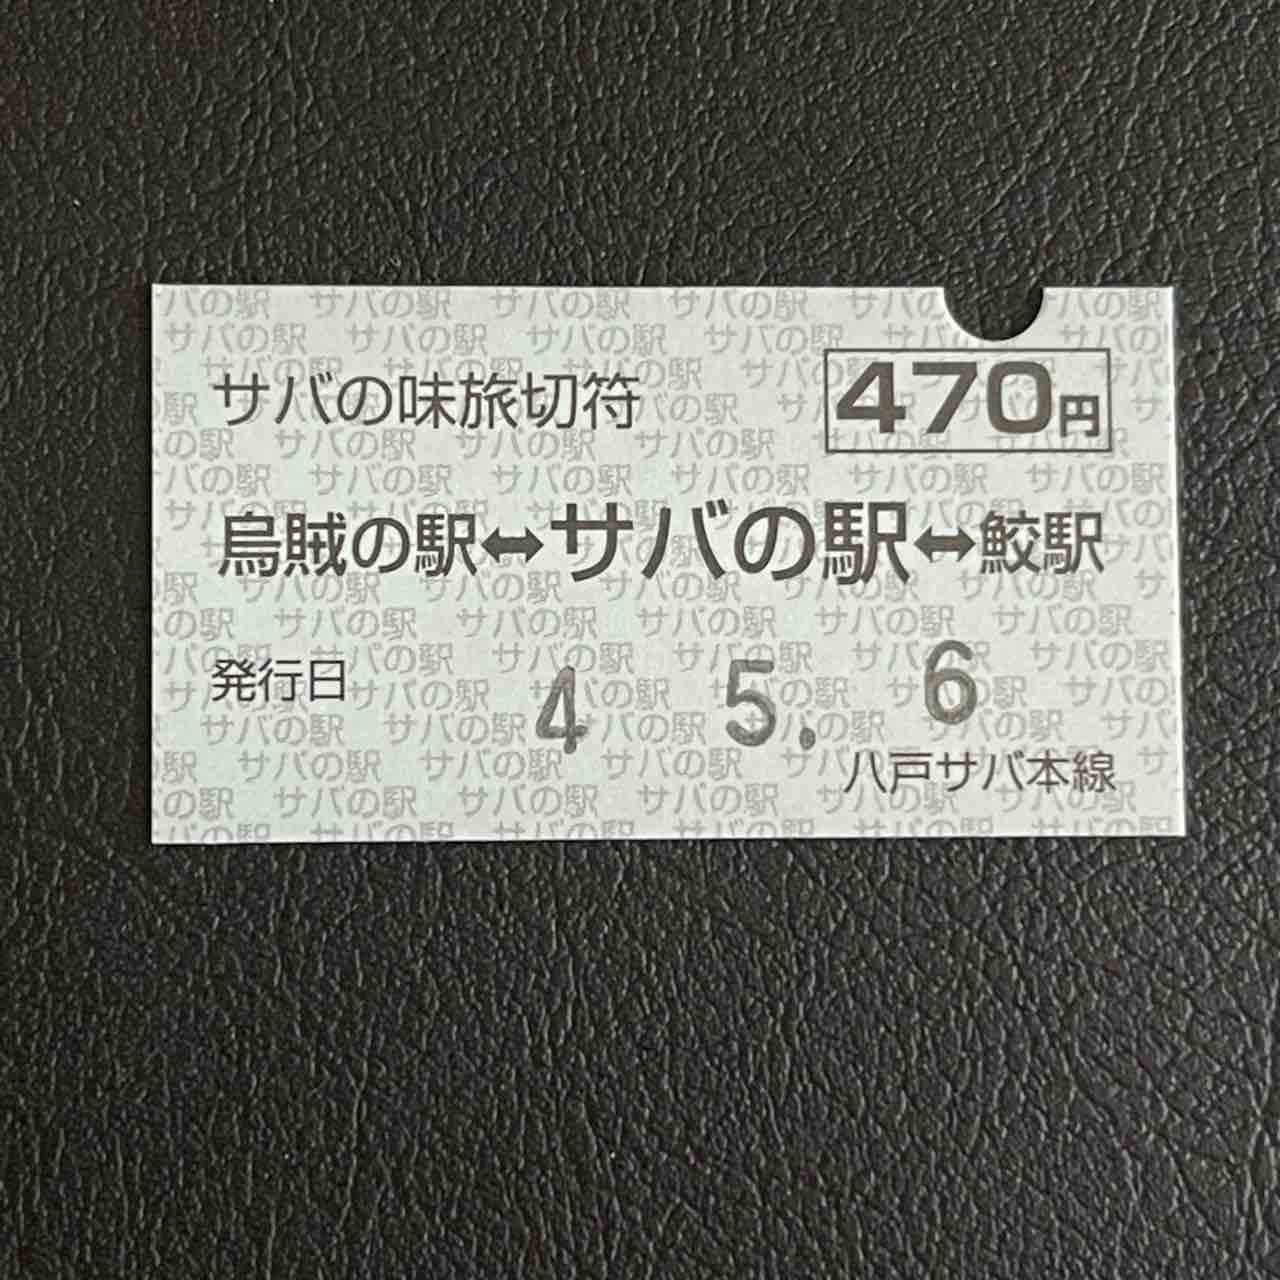 サバの味旅切符
470円
烏賊の駅↔サバの駅↔鮫駅
発行日 4 5. 6
八戸サバ本線